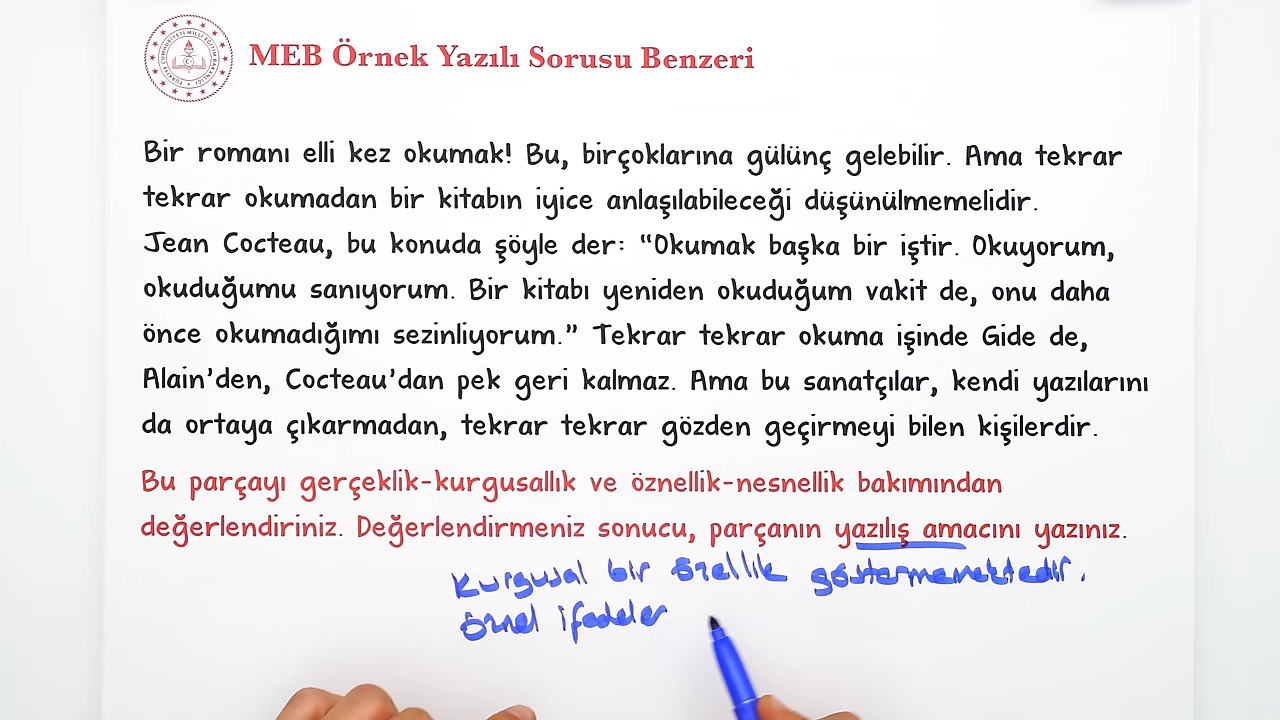 MEB Örnek Yazılı Sorusu Benzeri
Bir romanı elli kez okumak! Bu, birçoklarına gülünç gelebilir. Ama tekrar
tekrar okumadan bir kitabın iyice anlaşılabileceği düşünülmemelidir.
Jean Cocteau, bu konuda şöyle der: “Okumak başka bir iştir. Okuyorum,
okuduğumu sanıyorum. Bir kitabı yeniden okuduğum vakit de, onu daha
önce okumadığımı sezinliyorum.” Tekrar tekrar okuma işinde Gide de,
Alain’den, Cocteau’dan pek geri kalmaz. Ama bu sanatçılar, kendi yazılarını
da ortaya çıkarmadan, tekrar tekrar gözden geçirmeyi bilen kişilerdir.
Bu parçayı gerçeklik-kurgusallık ve öznellik-nesnellik bakımından
değerlendiriniz. Değerlendirmeniz sonucu, parçanın yazılış amacını yazınız.
Kurgusal bir özellik göstermemektedir.
öznel ifadeler